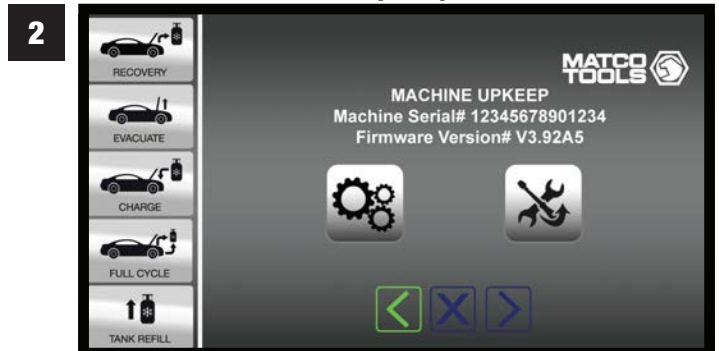 2
RECOVERY
EVACUATE
CHARGE
FULL CYCLE
TANK REFILL
MATCO
TOOLS
MACHINE UPKEEP
Machine Serial# 12345678901234
Firmware Version# V3.92A5